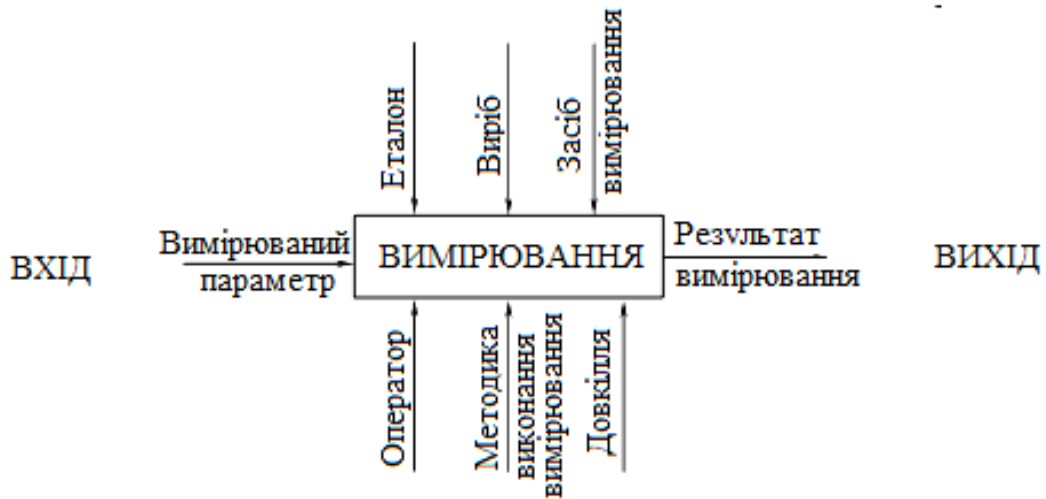 Еталон
Виріб
Засіб
вимірювання
ВХІД
Вимірюваний
параметр
ВИМІРЮВАННЯ
Результат
вимірювання
ВИХІД
Оператор
Методика
виконання
вимірювання
Довкілля